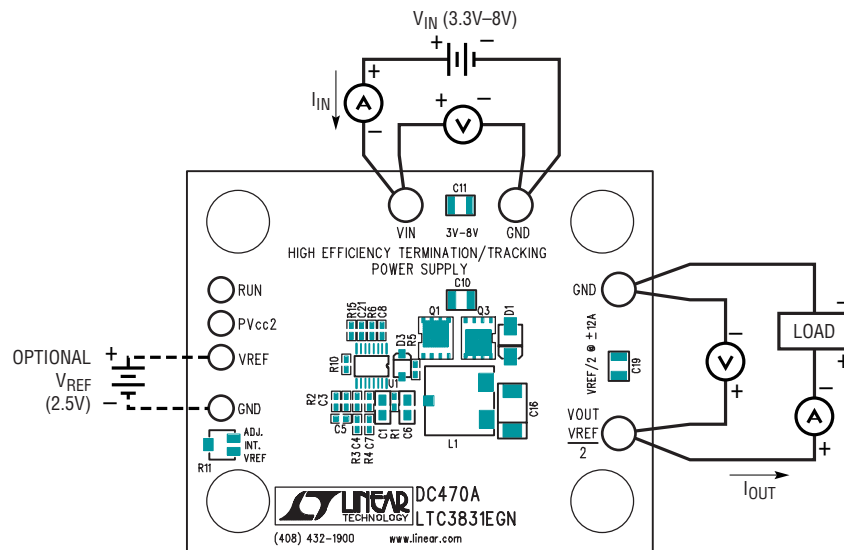 VIN (3.3V–8V)
+ –
+
IIN
A
–
+ –
V
C11
VIN
3V-8V
GND
HIGH EFFICIENCY TERMINATION/TRACKING
POWER SUPPLY
RUN
PVcc2
VREF
GND
OPTIONAL
VREF
(2.5V)
+
–
ADJ.
INT.
VREF
R11
R15
C21
R6
C8
R10
D3
R5
U1
Q1
C10
Q3
D1
R2
C3
C5
R3
C4
R4
C7
C1
R1
C6
L1
C16
GND
VREF/2 @ ±12A
C19
VOUT
VREF
2
–
V
+
–
LOAD
+
–
A
+
IOUT
LT LINEAR
TECHNOLOGY
DC470A
LTC3831EGN
(408) 432-1900
www.linear.com